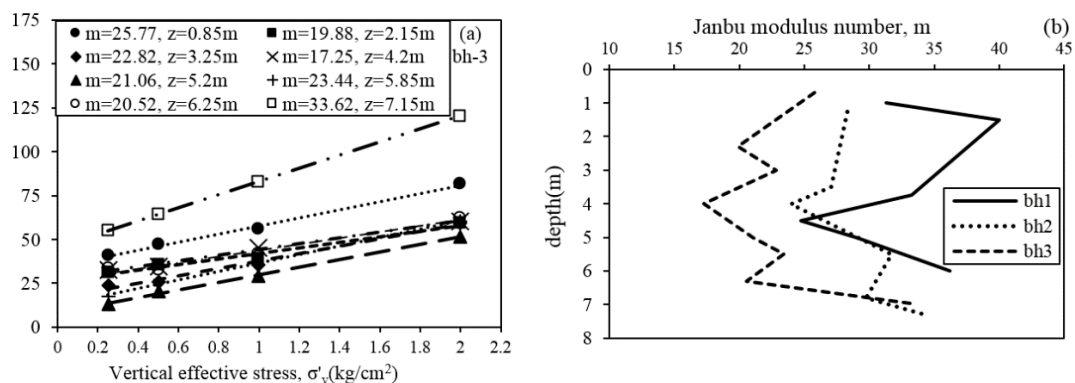 175
150
125
100
75
50
25
0
(a)
bh-3
m=25.77, z=0.85m
m=19.88, z=2.15m
m=22.82, z=3.25m
m=17.25, z=4.2m
m=21.06, z=5.2m
m=23.44, z=5.85m
m=20.52, z=6.25m
m=33.62, z=7.15m
0 0.2 0.4 0.6 0.8 1 1.2 1.4 1.6 1.8 2 2.2
Vertical effective stress, σ'v(kg/cm²)
Janbu modulus number, m
(b)
10 15 20 25 30 35 40 45
0
1
2
3
4
5
6
7
8
depth(m)
bh1
bh2
bh3